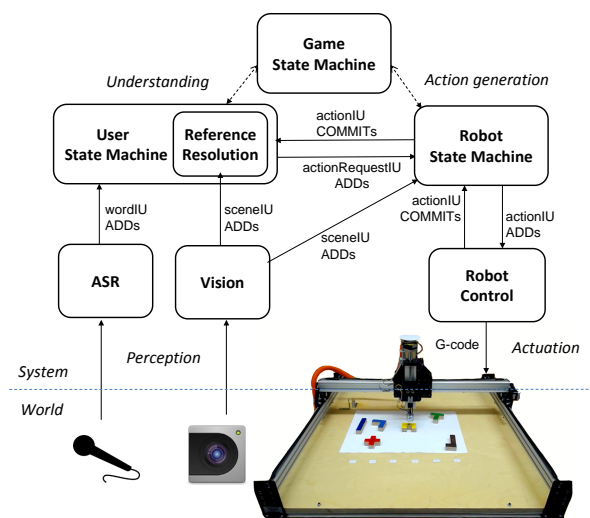 Game
State Machine
Understanding
Action generation
User
State Machine
Reference
Resolution
actionIU
COMMITs
actionRequestIU
ADDs
Robot
State Machine
wordIU
ADDs
sceneIU
ADDs
sceneIU
ADDs
actionIU
COMMITs
actionIU
ADDs
ASR
Vision
Robot
Control
Perception
G-code
Actuation
System
World